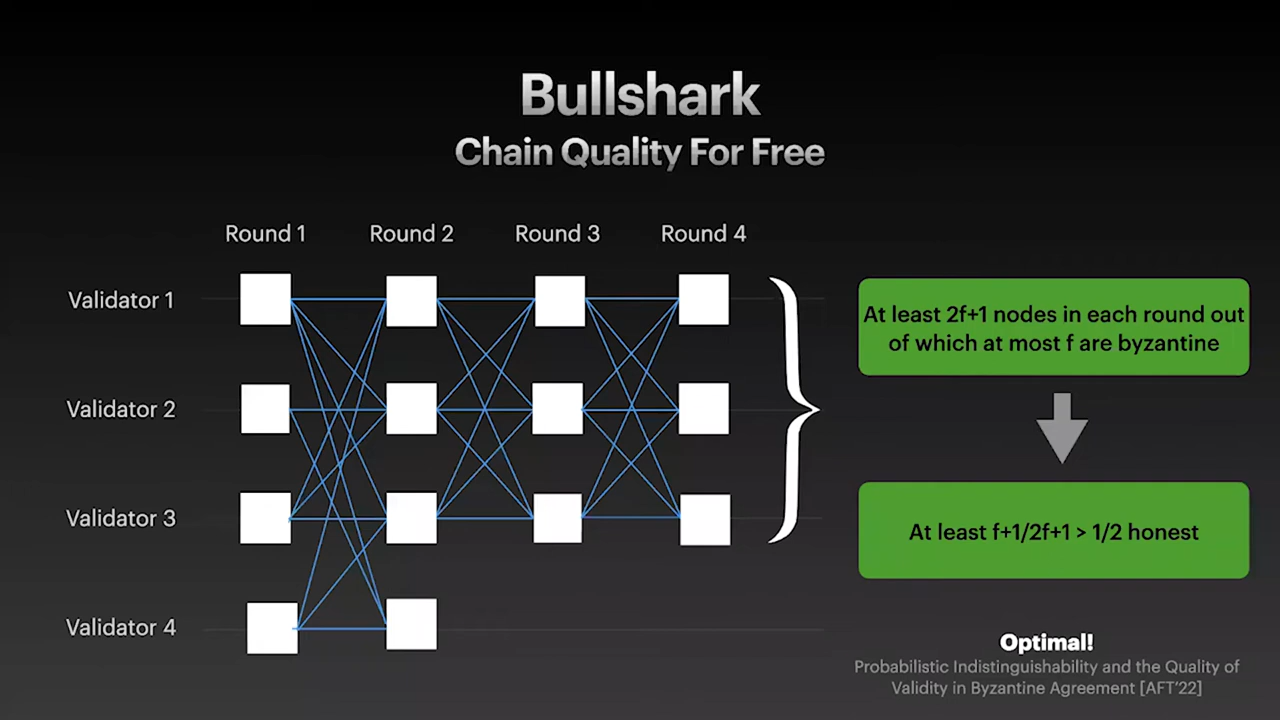 Bullshark
Chain Quality For Free
Round 1
Round 2
Round 3
Round 4
Validator 1
Validator 2
Validator 3
Validator 4
At least 2f+1 nodes in each round out
of which at most f are byzantine
At least f+1/2f+1 > 1/2 honest
Optimal!
Probabilistic Indistinguishability and the Quality of
Validity in Byzantine Agreement [AFT'22]